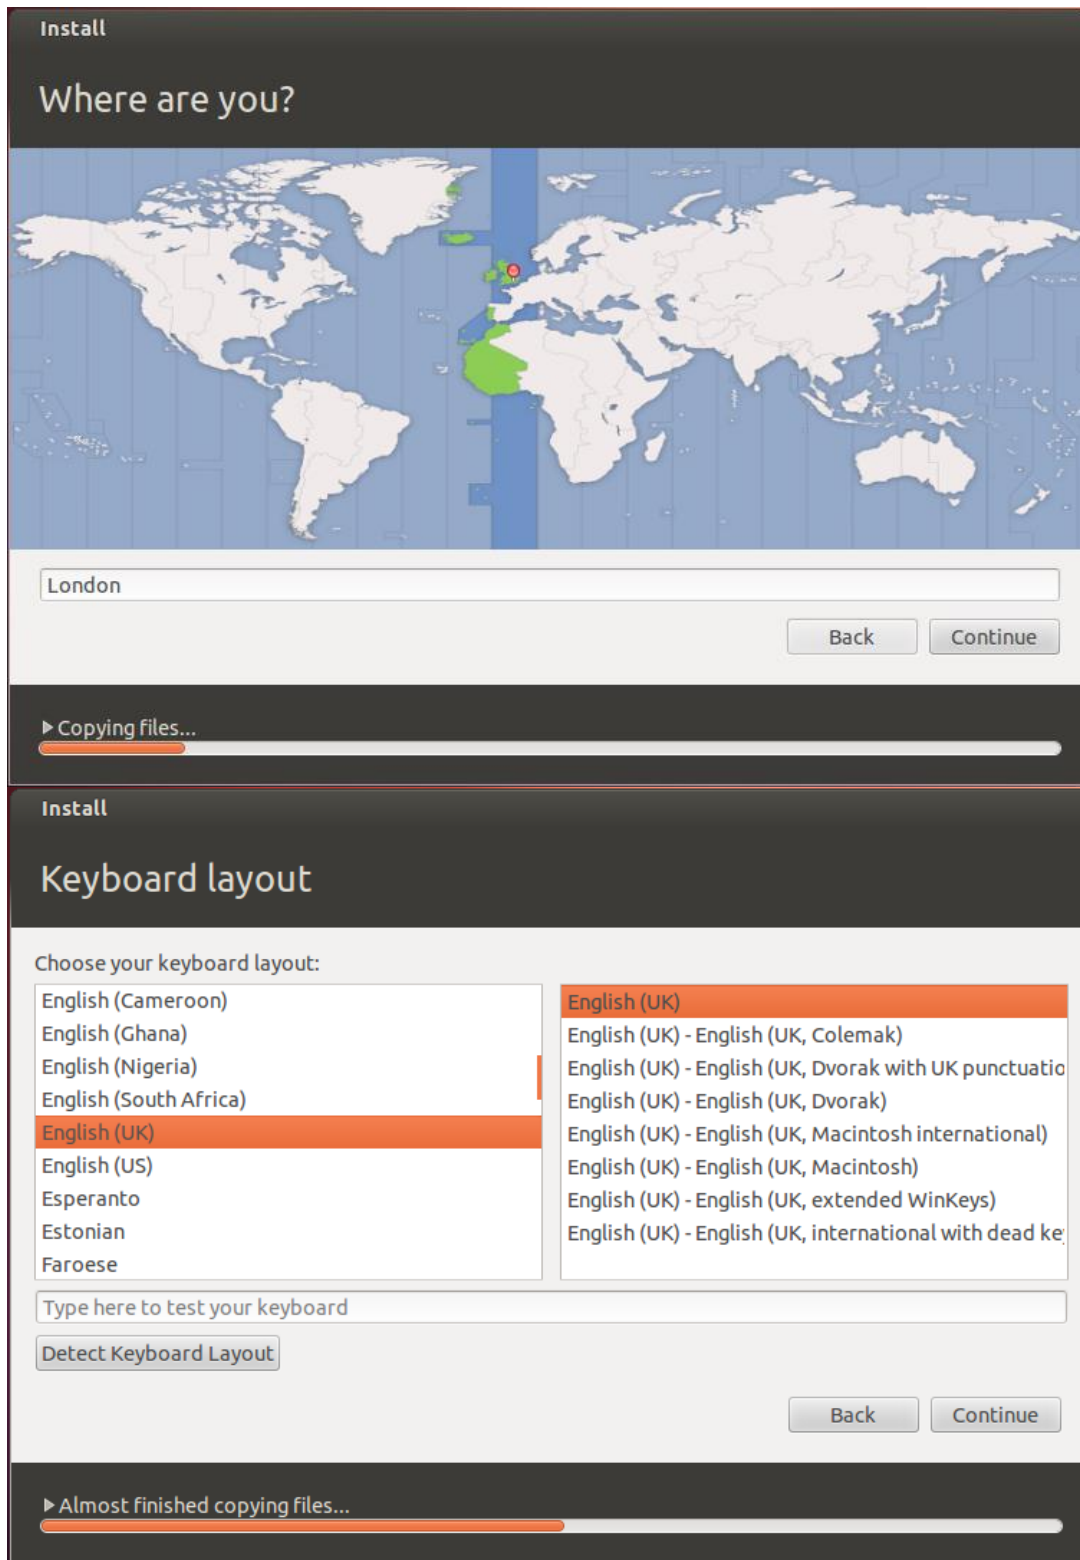 Install
Where are you?
London
Back
Continue
Copying files...
Install
Keyboard layout
Choose your keyboard layout:
English (Cameroon)
English (Ghana)
English (Nigeria)
English (South Africa)
English (UK)
English (US)
Esperanto
Estonian
Faroese
English (UK)
English (UK) - English (UK, Colemak)
English (UK) - English (UK, Dvorak with UK punctuatio
English (UK) - English (UK, Dvorak)
English (UK) - English (UK, Macintosh international)
English (UK) - English (UK, Macintosh)
English (UK) - English (UK, extended WinKeys)
English (UK) - English (UK, international with dead ke
Type here to test your keyboard
Detect Keyboard Layout
Back
Continue
Almost finished copying files...